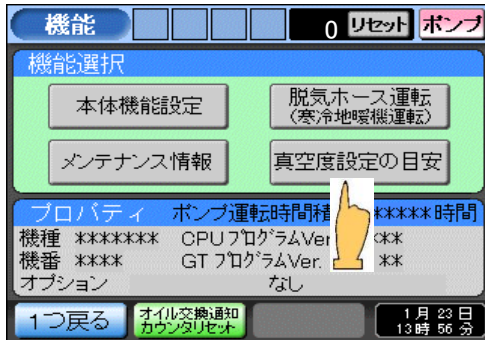 機能 0 リセット ポンプ
機能選択
本体機能設定 脱気ホース運転
(寒冷地暖機運転)
メンテナンス情報 真空度設定の目安
プロパティ ポンプ運転時間積 *****時間
機種 ******* CPUプログラムVer ***
機番 **** GTプログラムVer. **
オプション なし
1つ戻る オイル交換通知
カウンタリセット
1月 23日
13時 56分